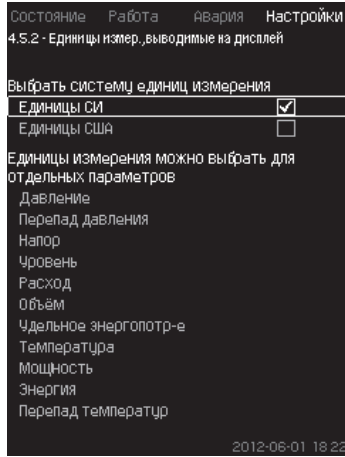 Состояние Работа Авария Настройки
4.5.2 - Единицы измер.,выводимые на дисплей
Выбрать систему единиц измерения
Единицы СИ
Единицы США
Единицы измерения можно выбрать для
отдельных параметров
Давление
Перепад давления
Напор
Уровень
Расход
Объём
Удельное энергопотр-е
Температура
Мощность
Энергия
Перепад температур
2012-06-01 18:22